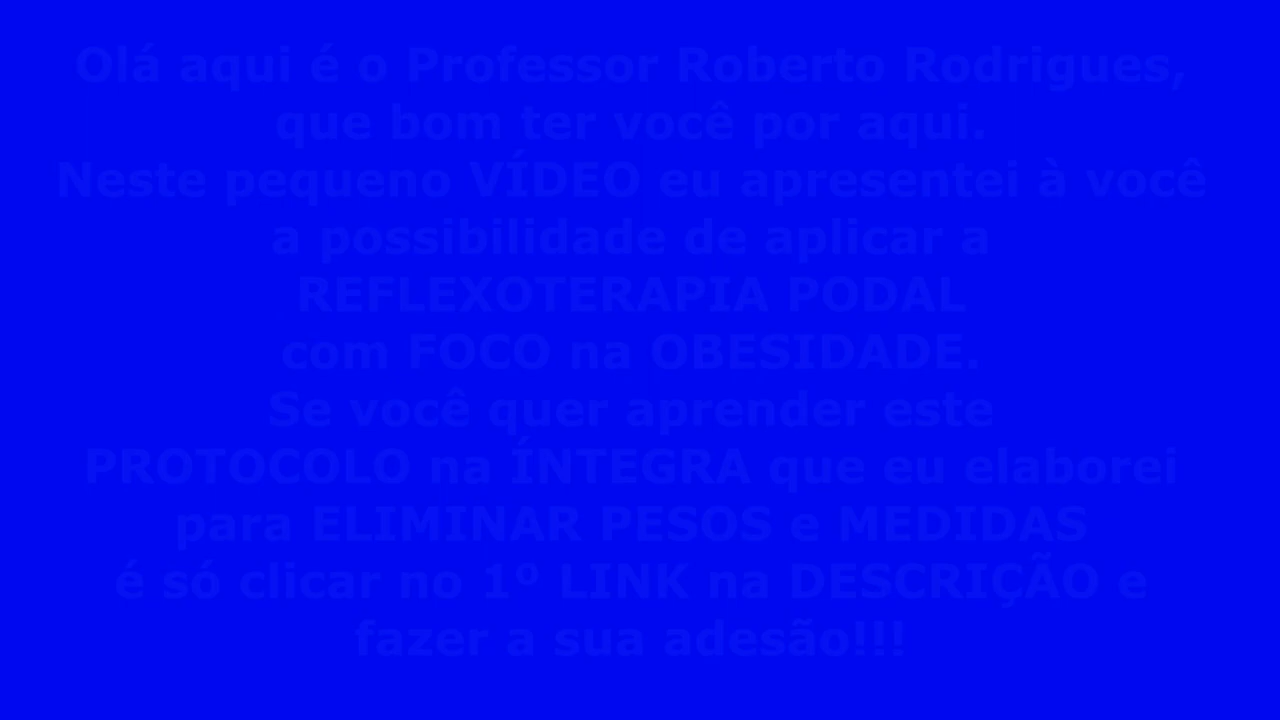 Olá aqui é o Professor Roberto Rodrigues,
que bom ter você por aqui.
Neste pequeno VÍDEO eu apresentei à você
a possibilidade de aplicar a
REFLEXOTERAPIA PODAL
com FOCO na OBESIDADE.
Se você quer aprender este
PROTOCOLO na ÍNTEGRA que eu elaborei
para ELIMINAR PESOS e MEDIDAS
é só clicar no 1º LINK na DESCRIÇÃO e
fazer a sua adesão!!!